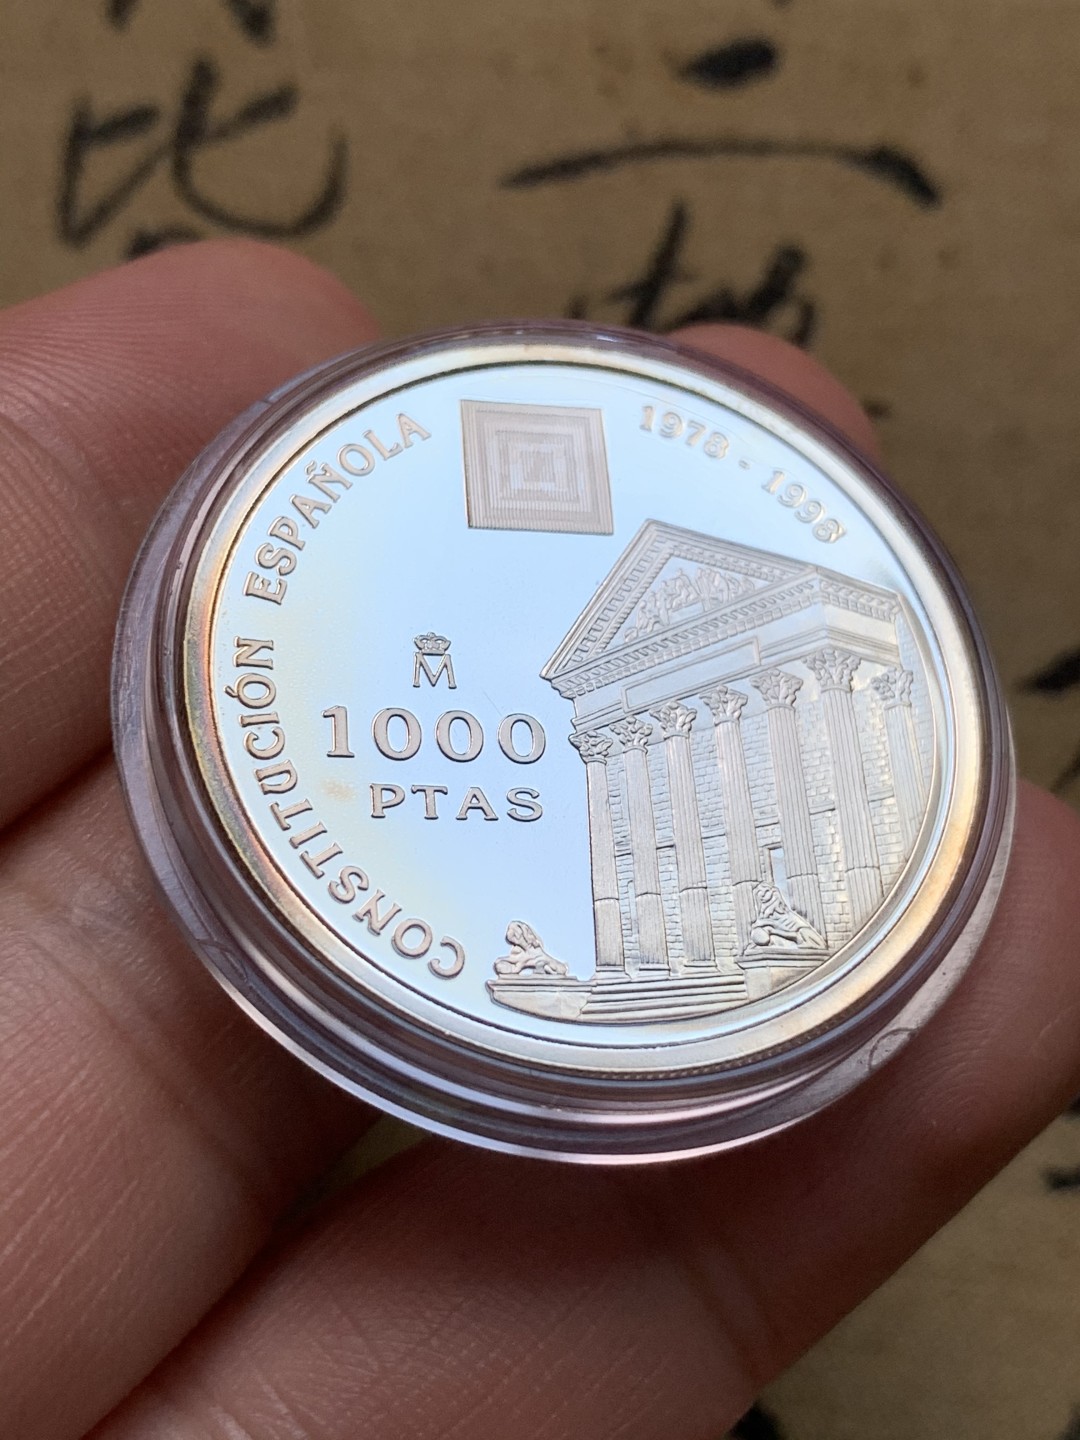 CONSTITUCIÓN ESPAÑOLA
1978 - 1998
M
1000
PTAS